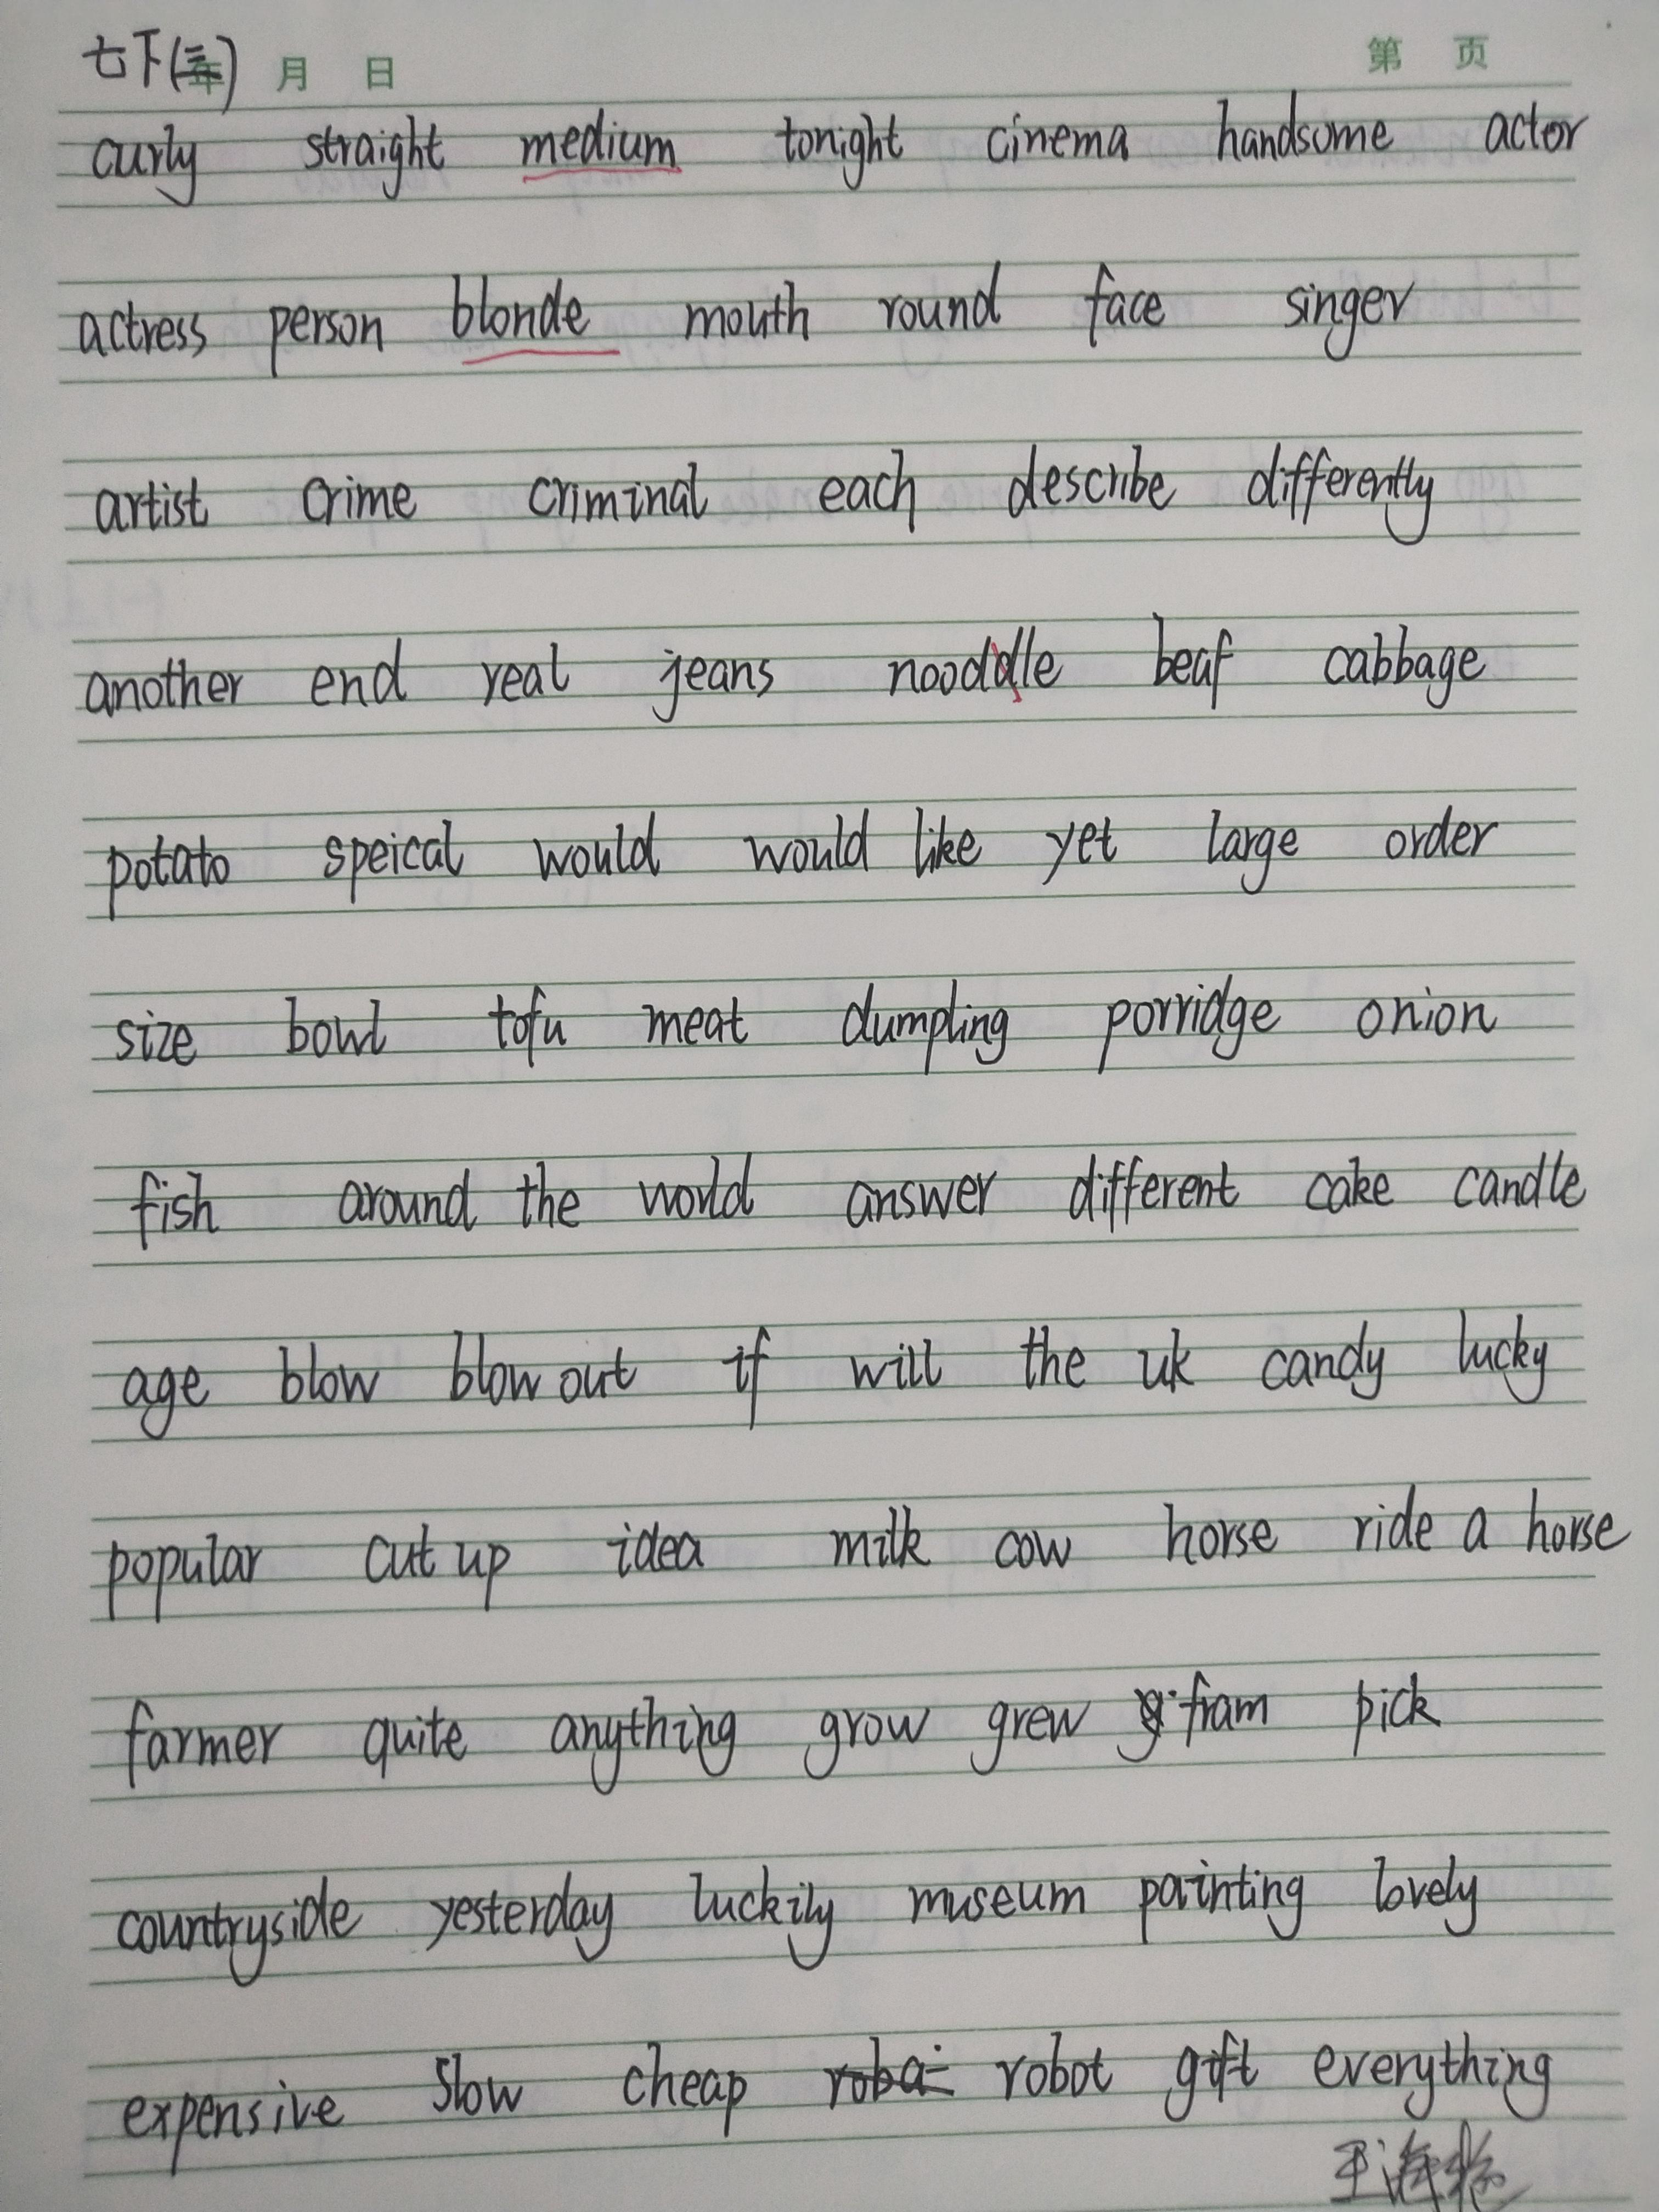 七下(三) 年 月 日 第 页
curly straight medium tonight cinema handsome actor
actress person blonde mouth round face singer
artist crime criminal each describe differently
another end real jeans nooddle beaf cabbage
potato speical would would like yet large order
size bowl tofu meat dumpling porridge onion
fish around the world answer different cake candle
age blow blow out if will the uk candy lucky
popular cut up idea milk cow horse ride a horse
farmer quite anything grow grew fram pick
countryside yesterday luckily museum painting lovely
expensive slow cheap robot gift everything